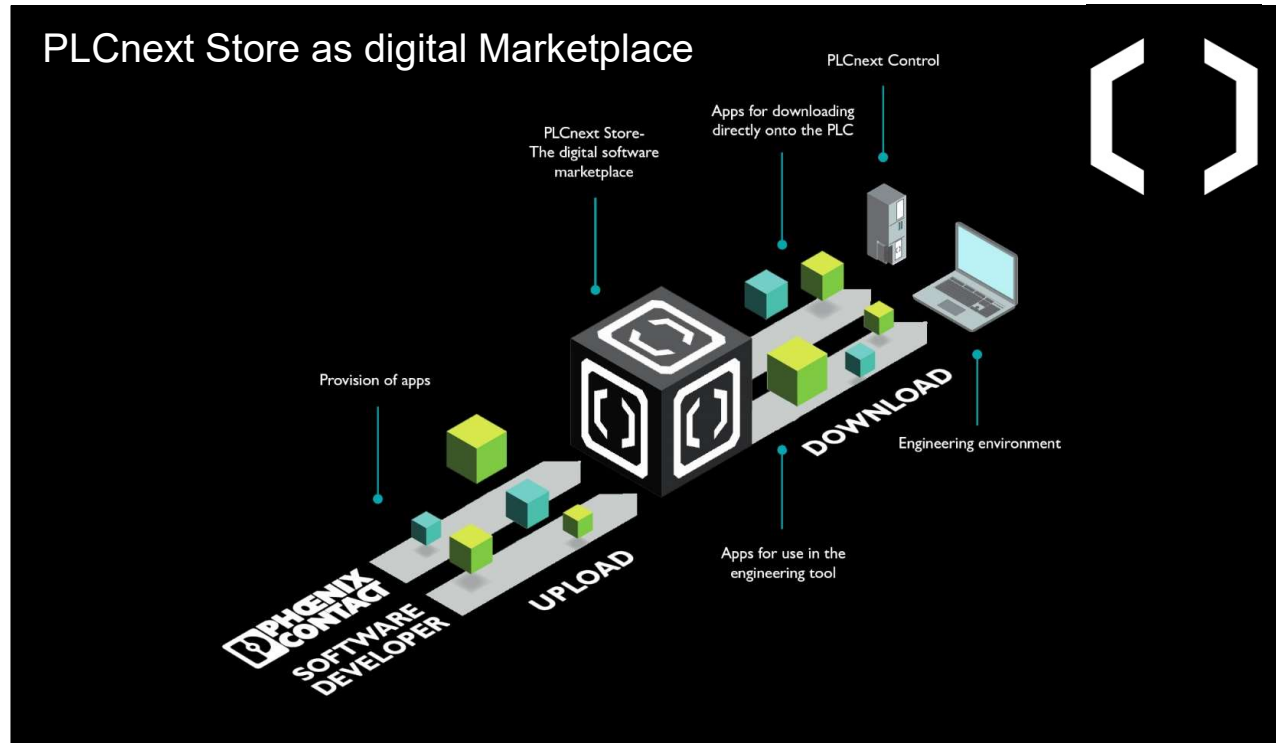 PLCnext Store as digital Marketplace
PLCnext Control
Apps for downloading
directly onto the PLC
PLCnext Store-
The digital software
marketplace
Provision of apps
DOWNLOAD
Engineering environment
Apps for use in the
engineering tool
UPLOAD
PHŒNIX
CONTACT
SOFTWARE
DEVELOPER